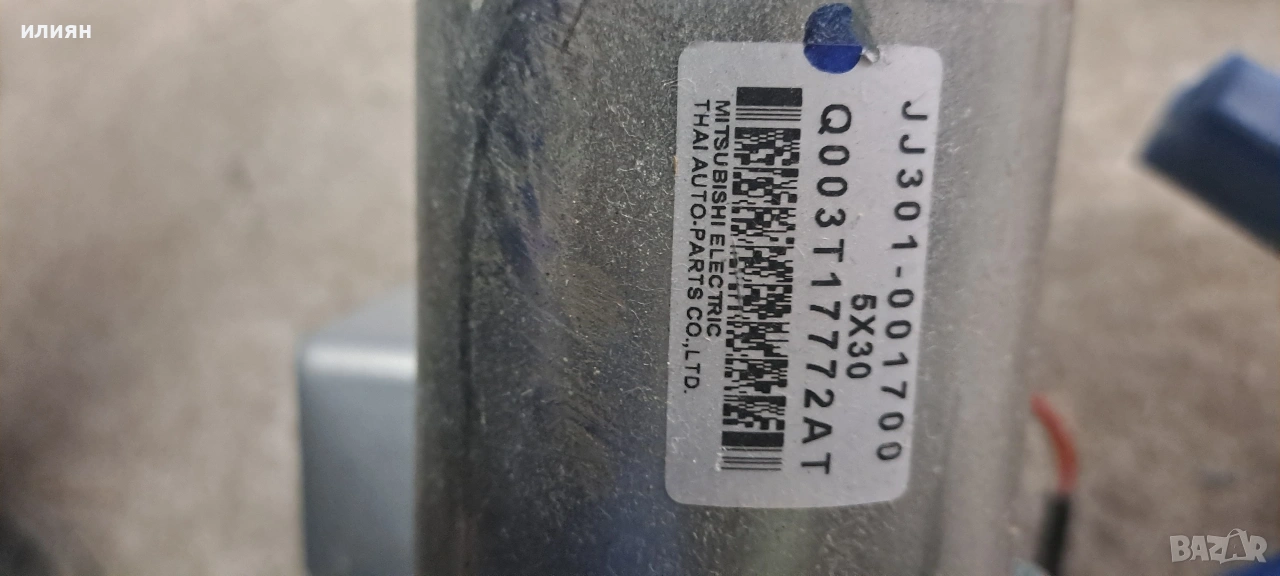 илиян
JJ301-001700
5X30
Q003T17772AT
MITSUBISHI ELECTRIC
THAI AUTO-PARTS CO.,LTD.
BAZAR